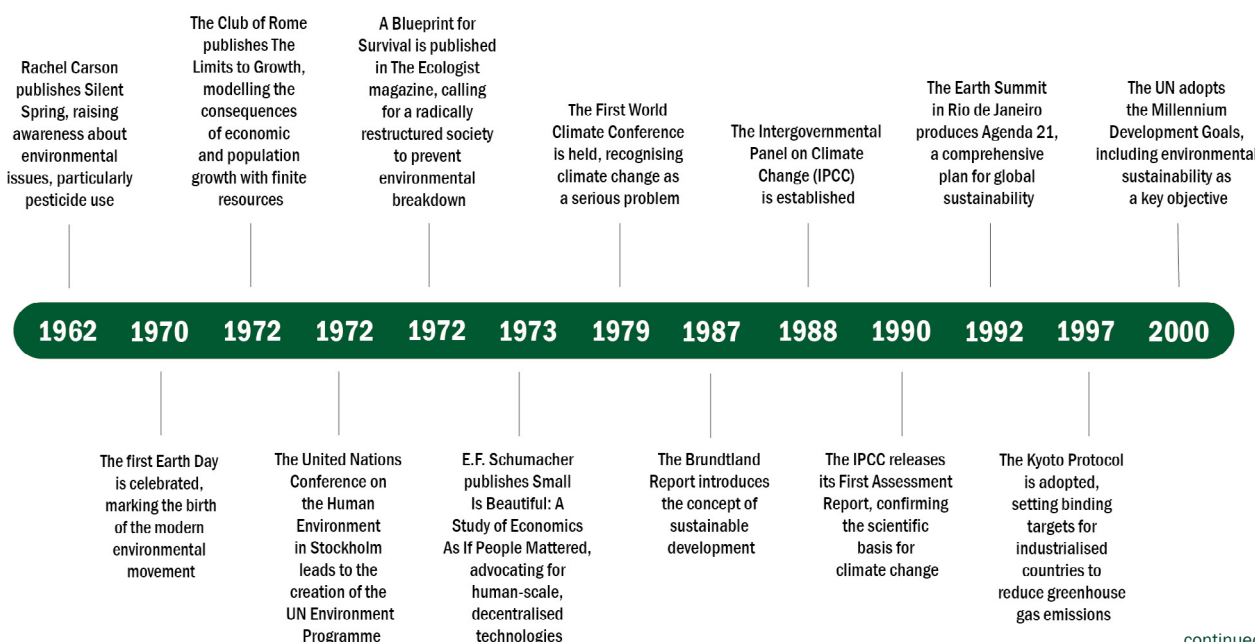 Rachel Carson
publishes Silent
Spring, raising
awareness about
environmental
issues, particularly
pesticide use
The Club of Rome
publishes The
Limits to Growth,
modelling the
consequences
of economic
and population
growth with finite
resources
A Blueprint for
Survival is published
in The Ecologist
magazine, calling
for a radically
restructured society
to prevent
environmental
breakdown
The First World
Climate Conference
is held, recognising
climate change as
a serious problem
The Intergovernmental
Panel on Climate
Change (IPCC)
is established
The Earth Summit
in Rio de Janeiro
produces Agenda 21,
a comprehensive
plan for global
sustainability
The UN adopts
the Millennium
Development Goals,
including environmental
sustainability as
a key objective
1962 1970 1972 1972 1972 1973 1979 1987 1988 1990 1992 1997 2000
The first Earth Day
is celebrated,
marking the birth
of the modern
environmental
movement
The United Nations
Conference on
the Human
Environment
in Stockholm
leads to the
creation of the
UN Environment
Programme
E.F. Schumacher
publishes Small
Is Beautiful: A
Study of Economics
As If People Mattered,
advocating for
human-scale,
decentralised
technologies
The Brundtland
Report introduces
the concept of
sustainable
development
The IPCC releases
its First Assessment
Report, confirming
the scientific
basis for
climate change
The Kyoto Protocol
is adopted,
setting binding
targets for
industrialised
countries to
reduce greenhouse
gas emissions
continued